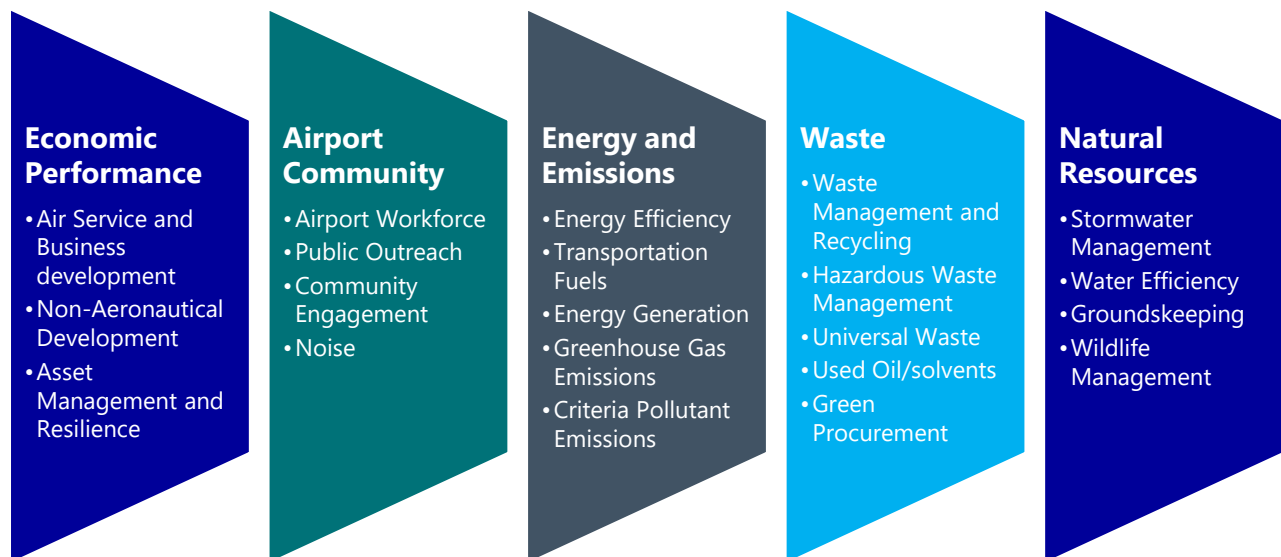 Economic
Performance
•Air Service and
Business
development
•Non-Aeronautical
Development
•Asset
Management and
Resilience
Airport
Community
•Airport Workforce
•Public Outreach
•Community
Engagement
•Noise
Energy and
Emissions
•Energy Efficiency
•Transportation
Fuels
•Energy Generation
•Greenhouse Gas
Emissions
•Criteria Pollutant
Emissions
Waste
•Waste
Management and
Recycling
•Hazardous Waste
Management
•Universal Waste
•Used Oil/solvents
•Green
Procurement
Natural
Resources
•Stormwater
Management
•Water Efficiency
•Groundskeeping
•Wildlife
Management